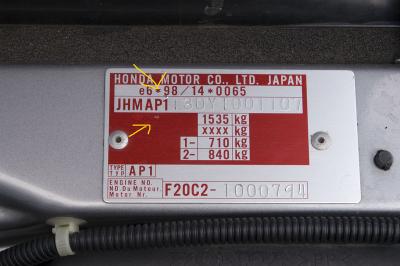 HONDA MOTOR CO., LTD. JAPAN
e6*98/14*0065
JHMAP1130Y1001107
1535 kg
xxxx kg
1- 710 kg
2- 840 kg
TYPE
TYP AP1
ENGINE NO.
NO.Du Moteur.
Motor Nr. F20C2-1000794